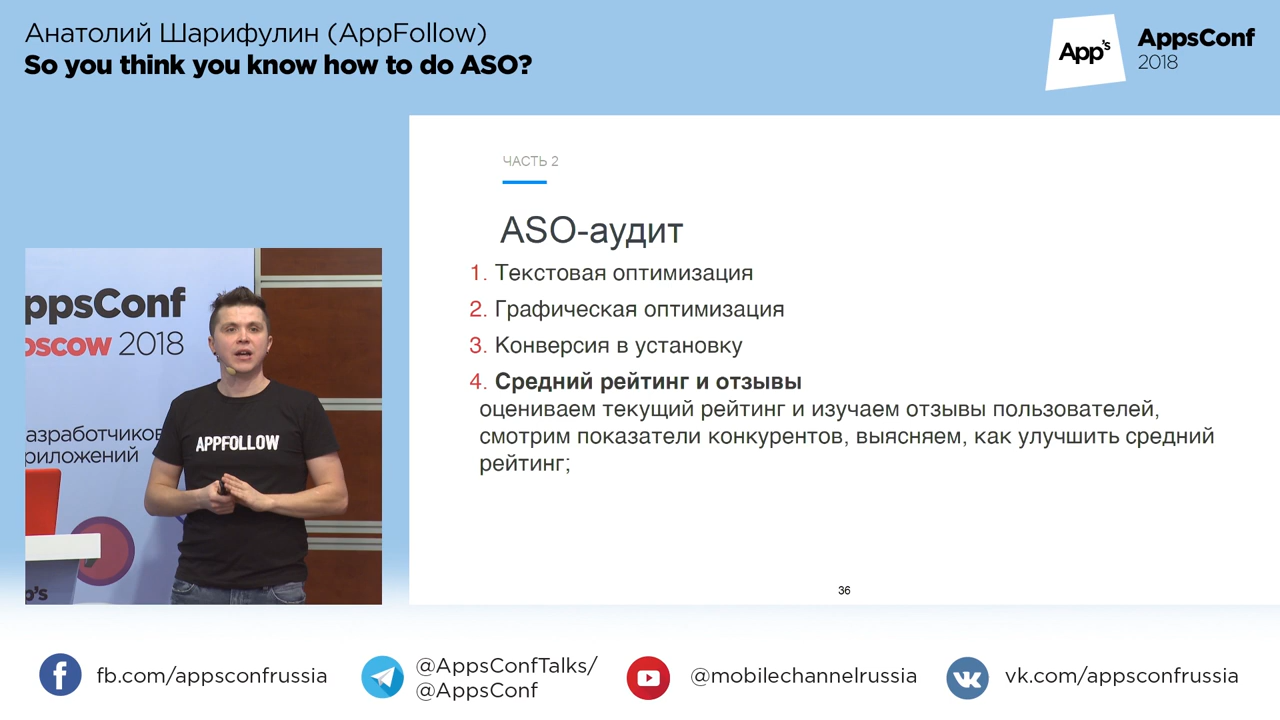 Анатолий Шарифулин (AppFollow)
So you think you know how to do ASO?
App's
AppsConf
2018
ЧАСТЬ 2
ASO-аудит
1. Текстовая оптимизация
2. Графическая оптимизация
3. Конверсия в установку
4. Средний рейтинг и отзывы
оцениваем текущий рейтинг и изучаем отзывы пользователей,
смотрим показатели конкурентов, выясняем, как улучшить средний
рейтинг;
36
ppsConf
oscow 2018
азработчиков
риложений
APPFOLLOW
p's
fb.com/appsconfrussia
@AppsConfTalks/
@AppsConf
@mobilechannelrussia
vk.com/appsconfrussia